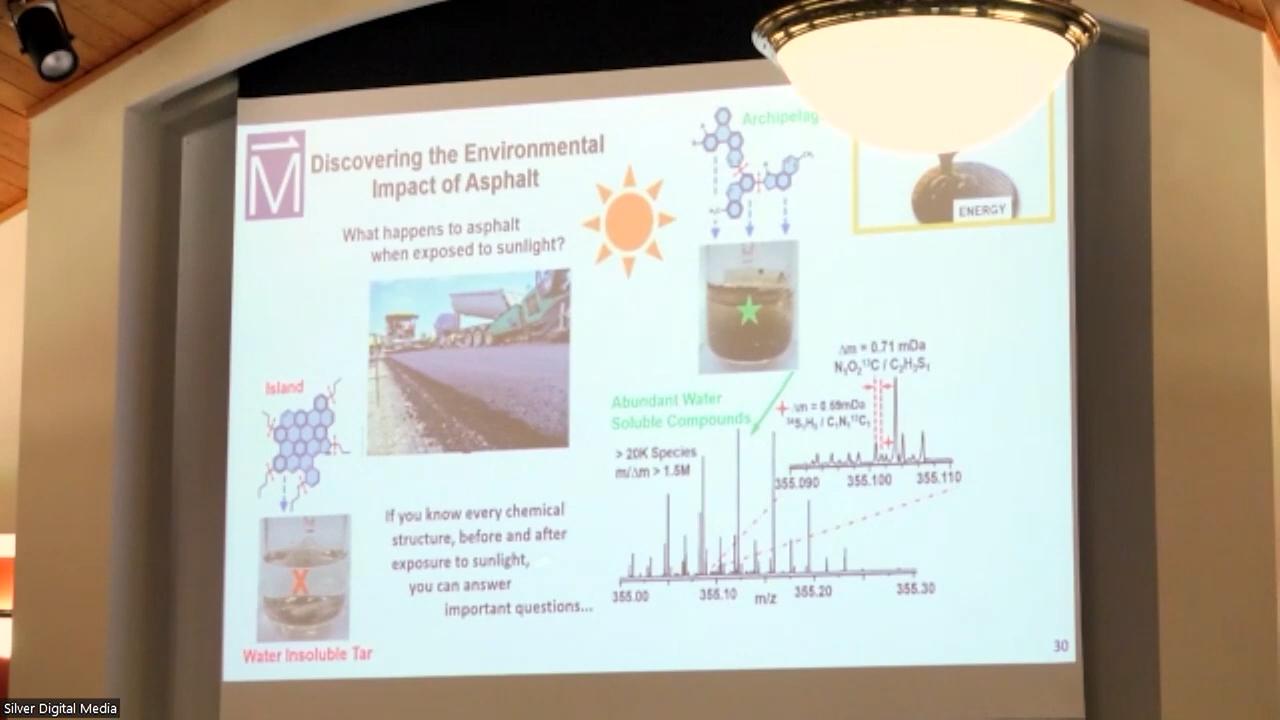 M
Discovering the Environmental
Impact of Asphalt
What happens to asphalt
when exposed to sunlight?
Archipelag
ENERGY
Island
Water Insoluble Tar
If you know every chemical
structure, before and after
exposure to sunlight,
you can answer
important questions...
Abundant Water
Soluble Compounds
> 20K Species
m/Δm > 1.5M
Δm = 0.71 mDa
355.090 355.100 355.110
355.00 355.10 355.20 355.30
m/z
X
30
Silver Digital Media